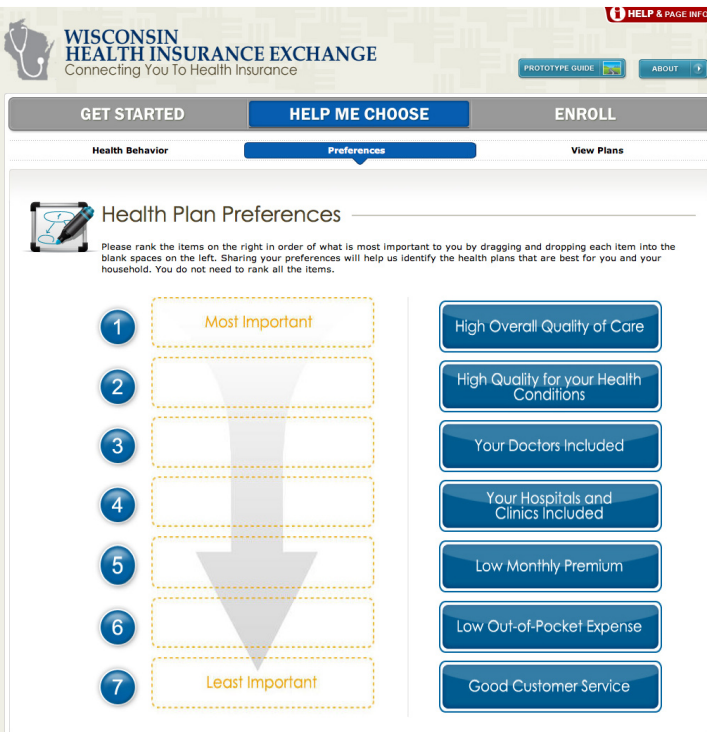 HELP & PAGE INFO
WISCONSIN
HEALTH INSURANCE EXCHANGE
Connecting You To Health Insurance
PROTOTYPE GUIDE
ABOUT
GET STARTED
HELP ME CHOOSE
ENROLL
Health Behavior
Preferences
View Plans
Health Plan Preferences
Please rank the items on the right in order of what is most important to you by dragging and dropping each item into the
blank spaces on the left. Sharing your preferences will help us identify the health plans that are best for you and your
household. You do not need to rank all the items.
1
Most Important
High Overall Quality of Care
2
High Quality for your Health
Conditions
3
Your Doctors Included
4
Your Hospitals and
Clinics Included
5
Low Monthly Premium
6
Low Out-of-Pocket Expense
7
Least Important
Good Customer Service